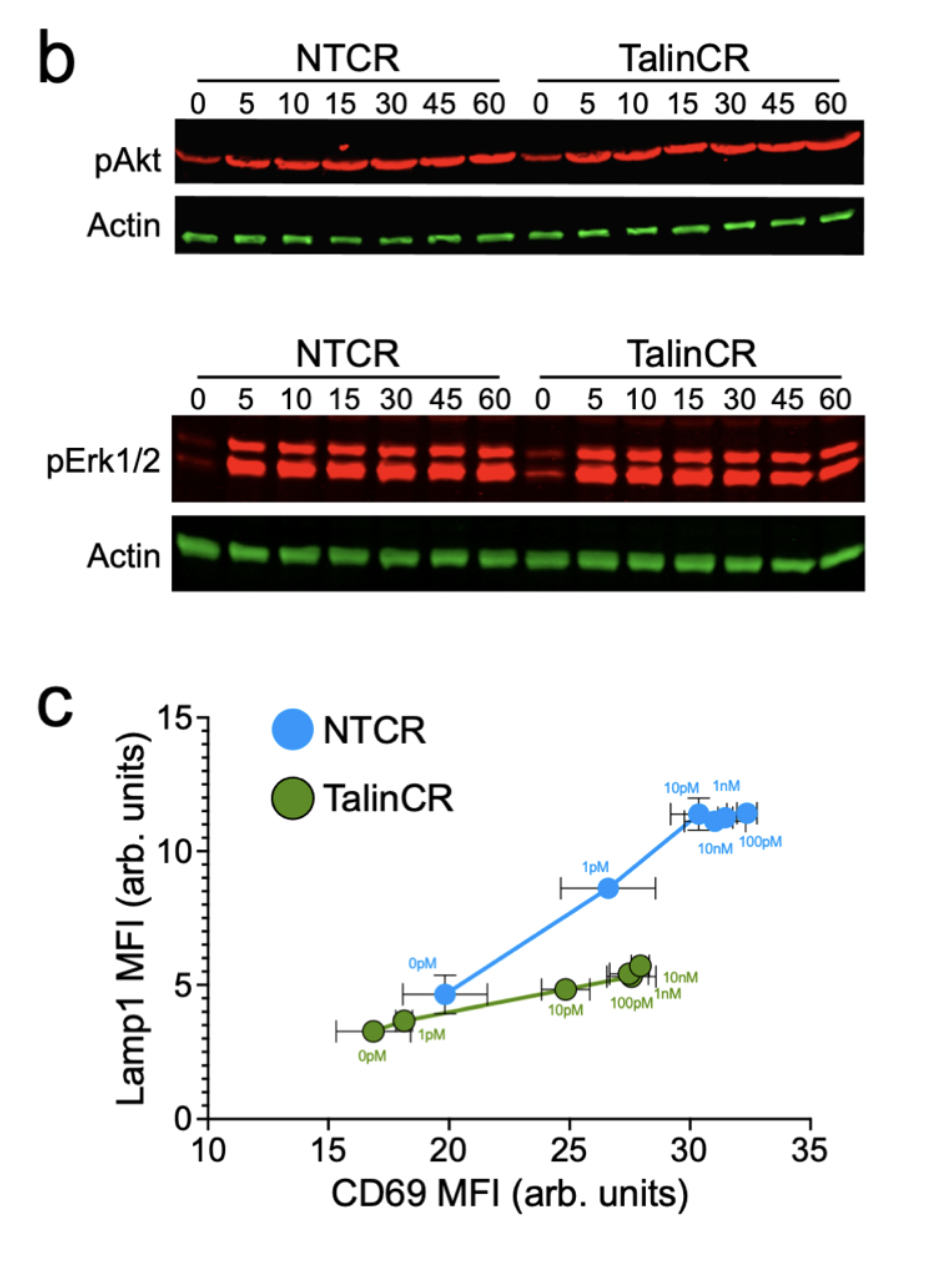 b
NTCR TalinCR
0 5 10 15 30 45 60 0 5 10 15 30 45 60
pAkt
Actin
NTCR TalinCR
0 5 10 15 30 45 60 0 5 10 15 30 45 60
pErk1/2
Actin
c
15
NTCR
TalinCR
10pM 1nM
10nM 100pM
10
1pM
0pM
5
10nM
1nM
10pM 100pM
1pM
0pM
0
Lamp1 MFI (arb. units)
10 15 20 25 30 35
CD69 MFI (arb. units)